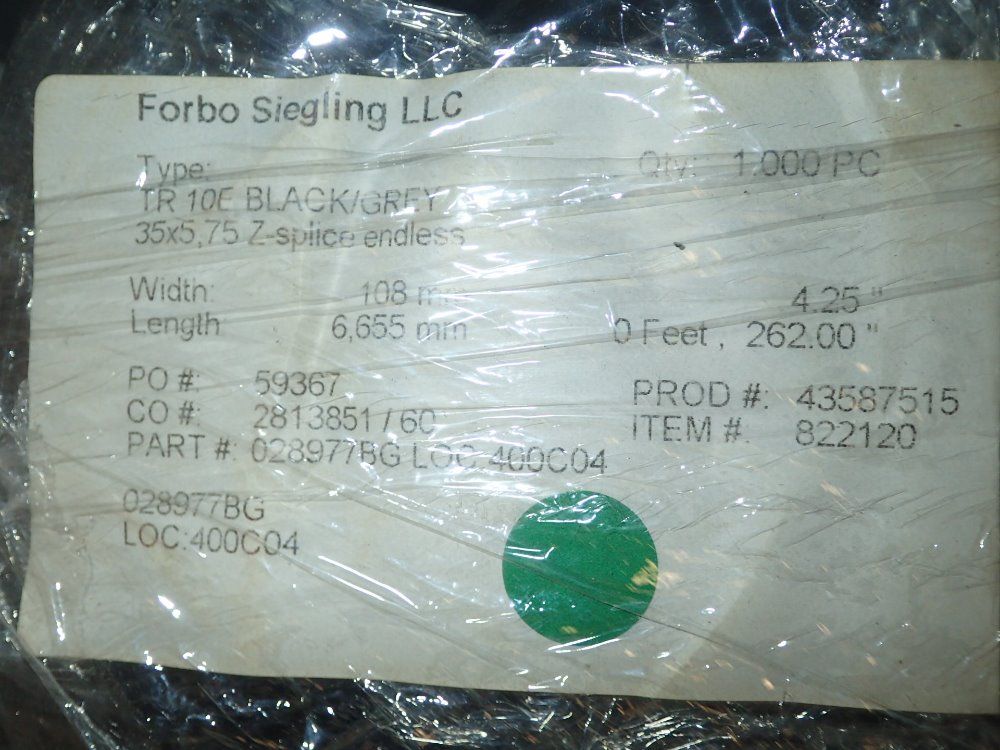 Forbo Siegling LLC
Type: Qty: 1.000 PC
TR 10E BLACK/GREY
35x5,75 Z-splice endless
Width: 108 mm 4.25 "
Length: 6,655 mm 0 Feet , 262.00 "
PO #: 59367 PROD #: 43587515
CO #: 2813851 / 60 ITEM #: 822120
PART #: 028977BG LOC:400C04
028977BG
LOC:400C04